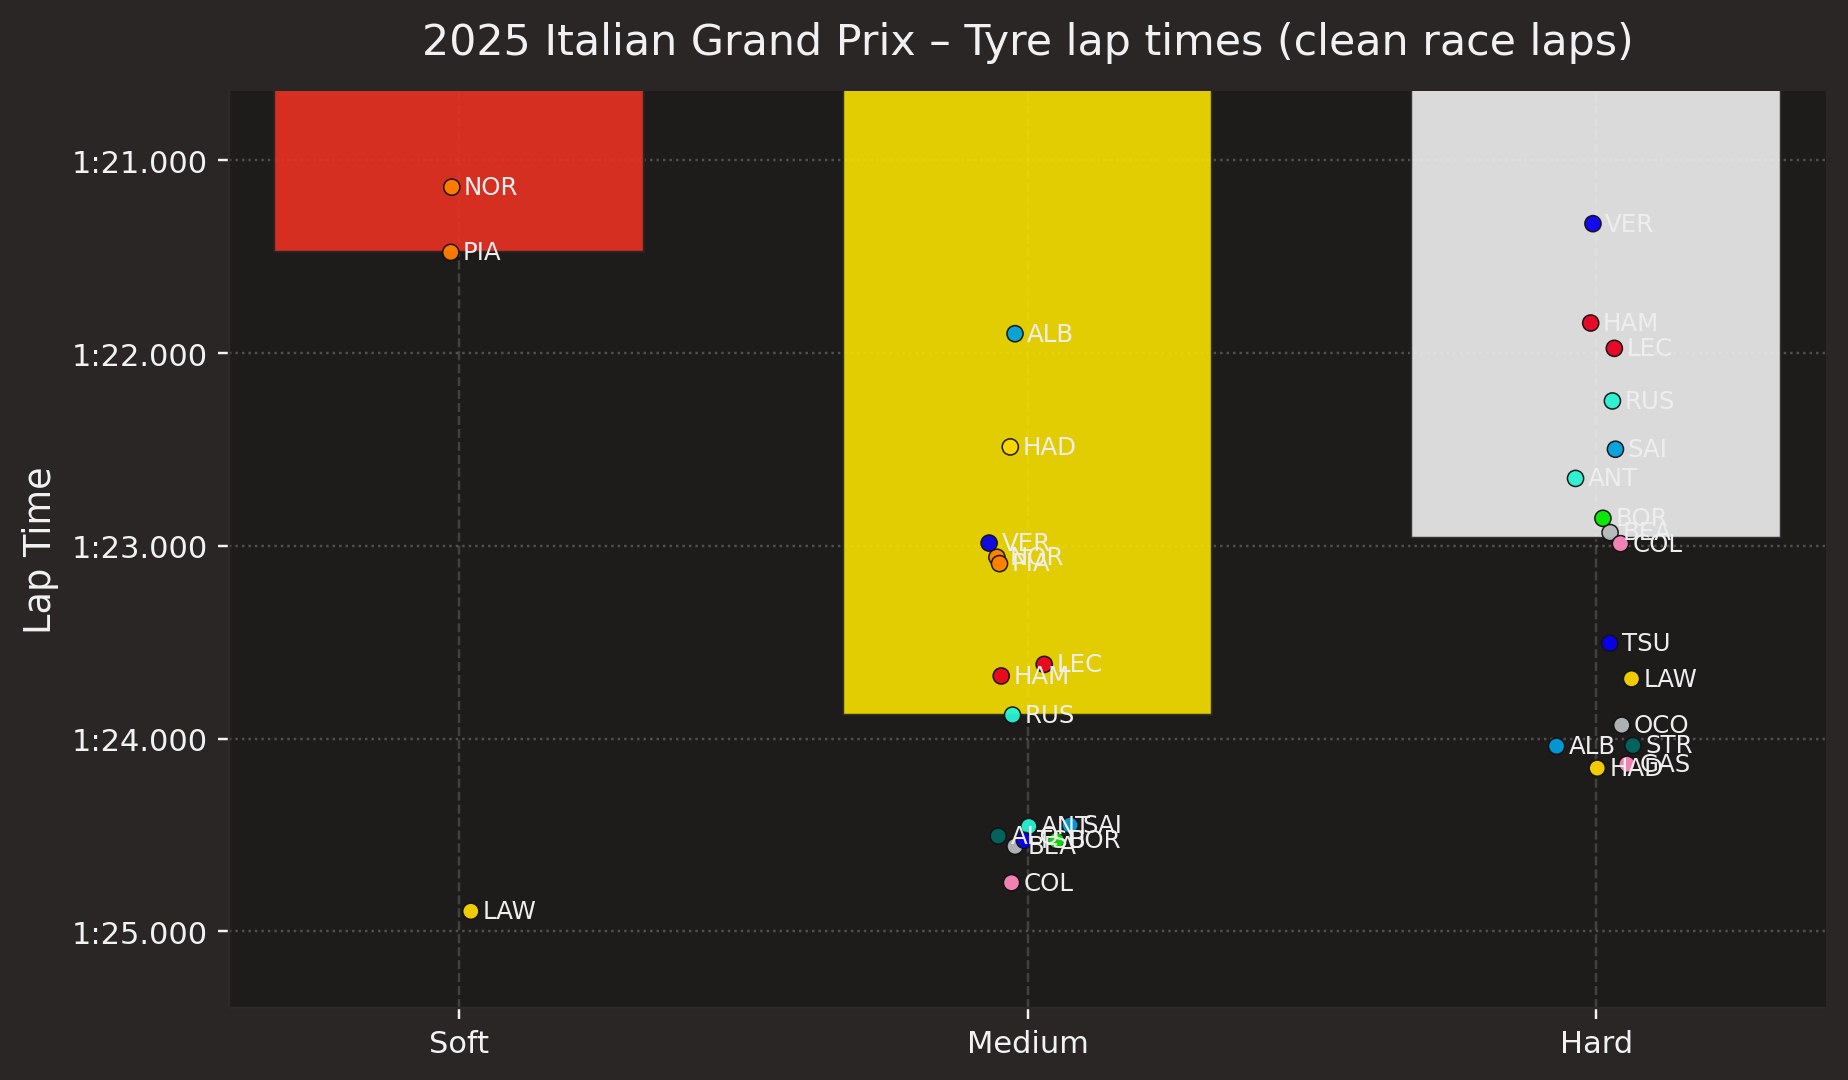 2025 Italian Grand Prix – Tyre lap times (clean race laps)
Lap Time
1:21.000
1:22.000
1:23.000
1:24.000
1:25.000
NOR
PIA
LAW
ALB
HAD
VER
NOR
PIA
LEC
HAM
RUS
ANT
SAI
BOR
BEA
COL
VER
HAM
LEC
RUS
SAI
ANT
BOR
BEA
COL
TSU
LAW
OCO
ALB
STR
GAS
HAD
Soft
Medium
Hard